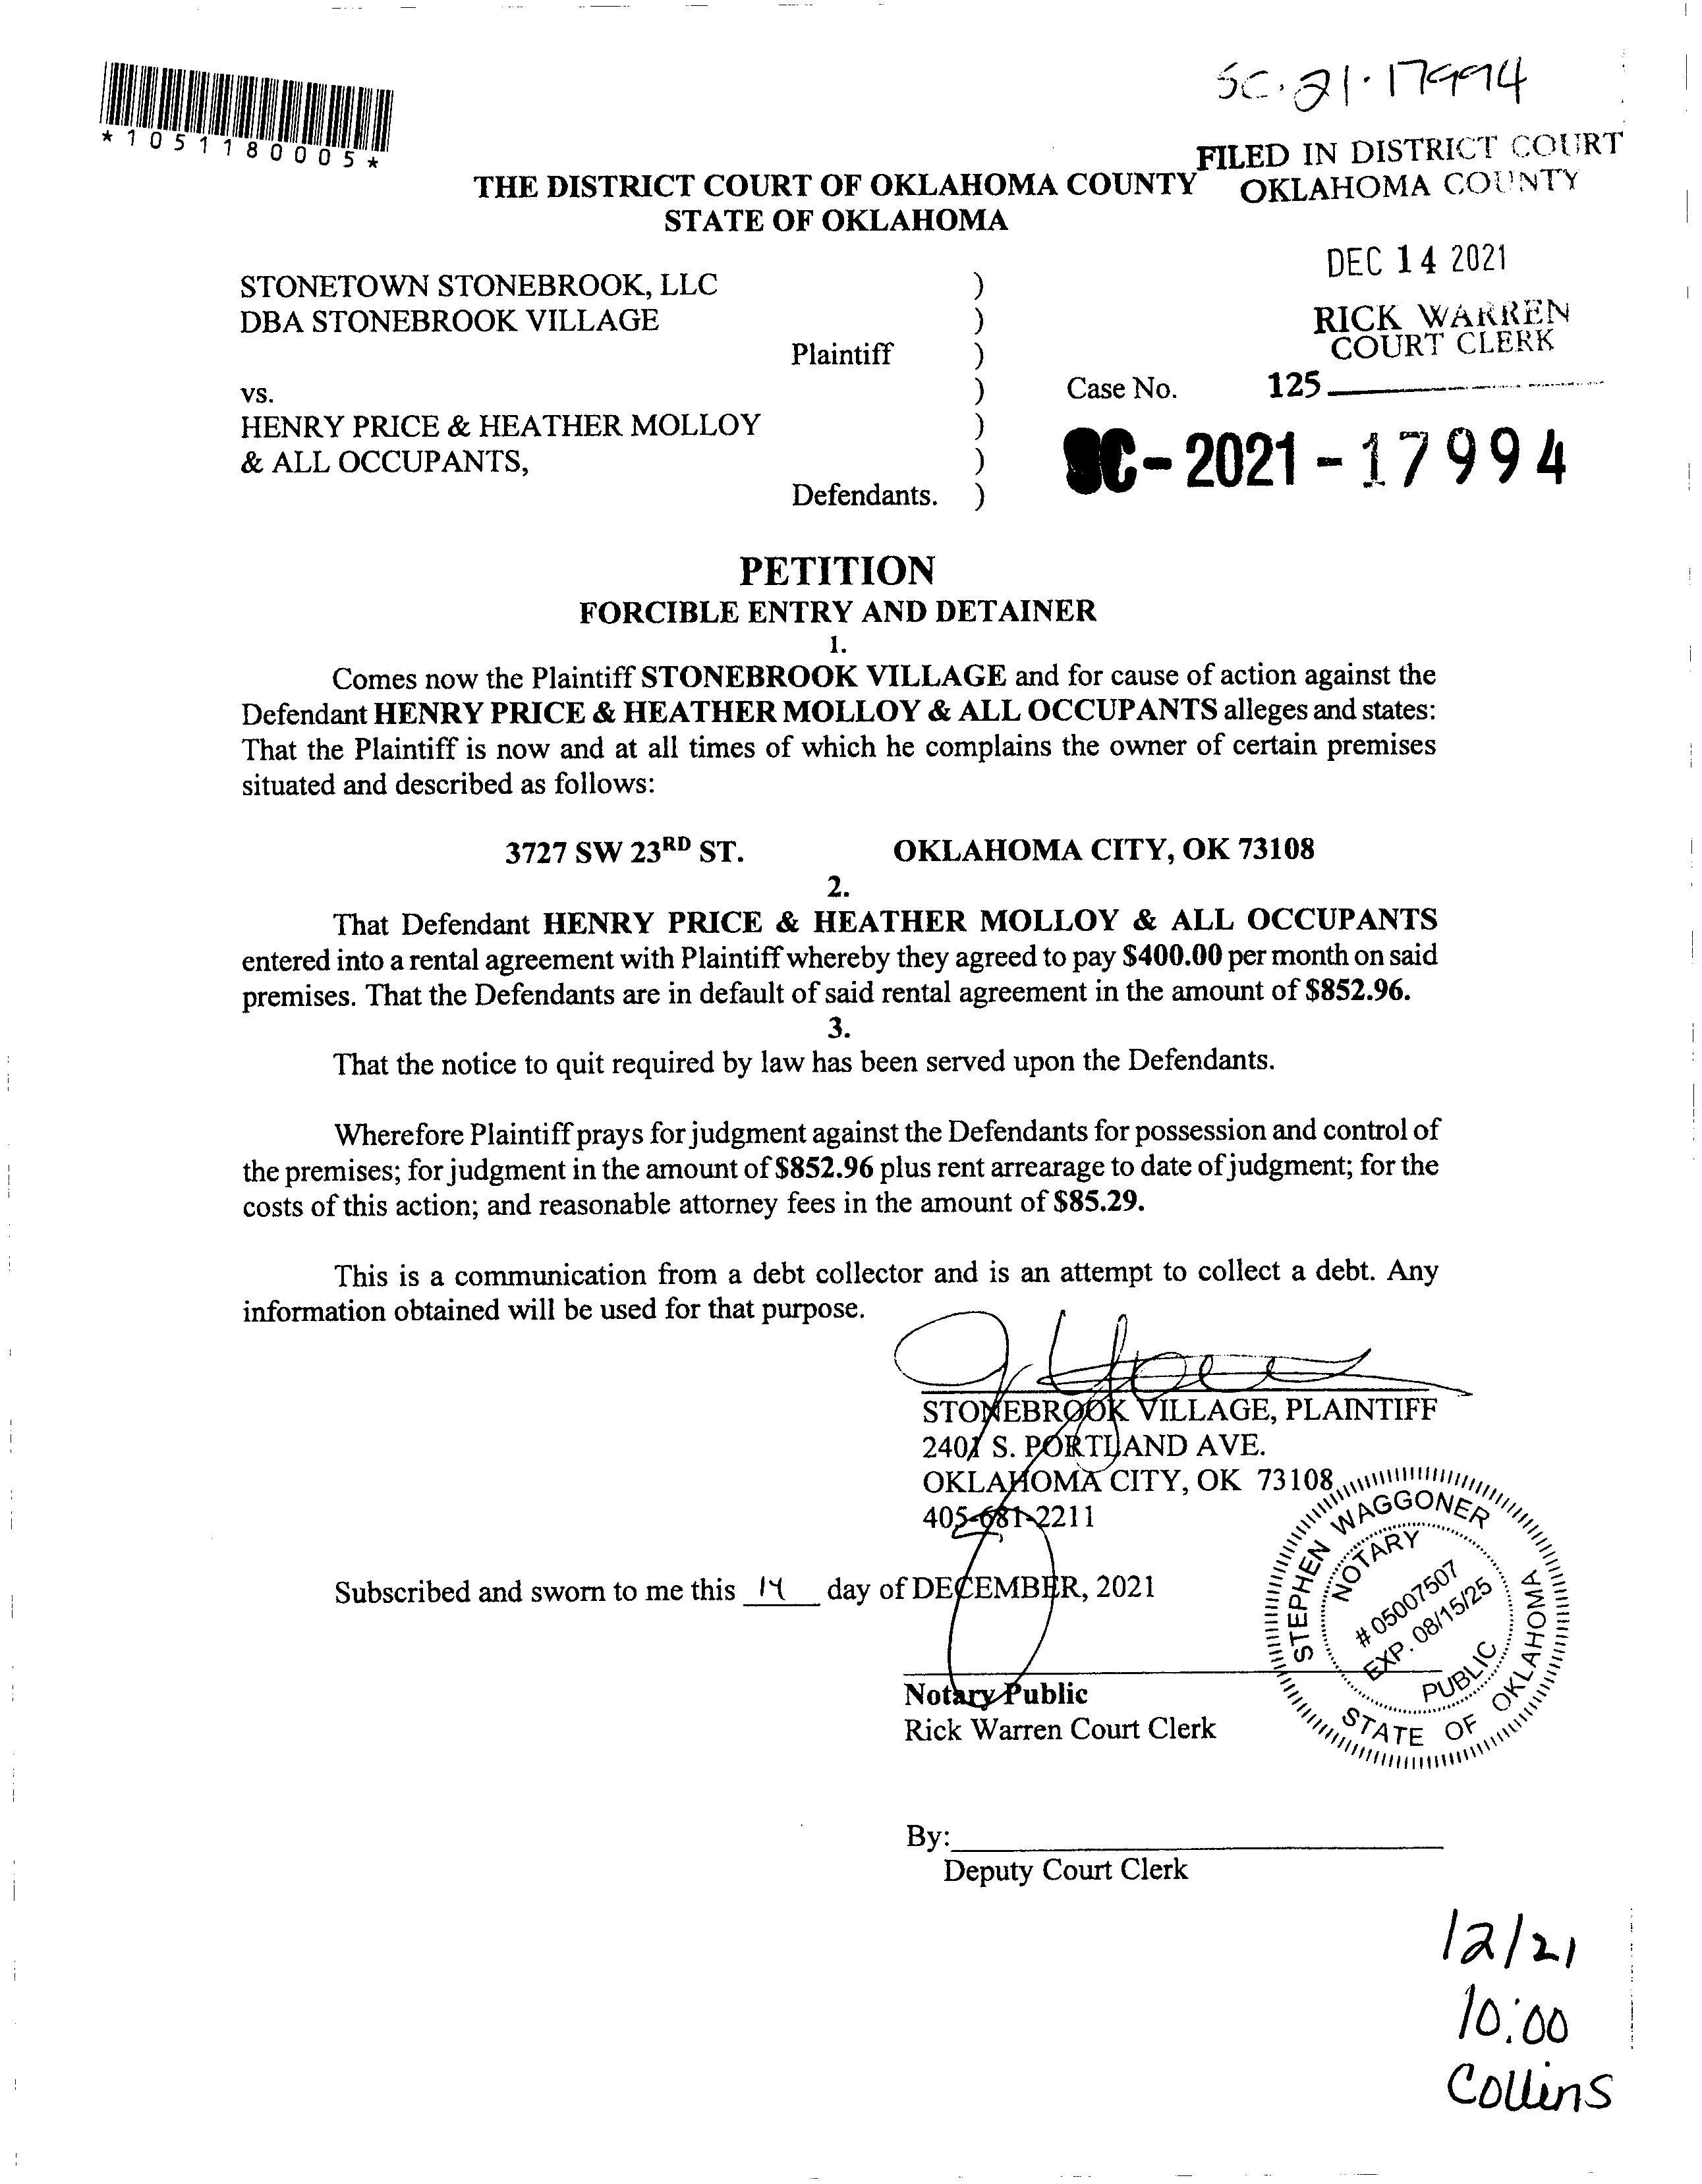 SC.21.17994
*1051180005*
FILED IN DISTRICT COURT
OKLAHOMA COUNTY
THE DISTRICT COURT OF OKLAHOMA COUNTY
STATE OF OKLAHOMA
DEC 14 2021
STONETOWN STONEBROOK, LLC )
DBA STONEBROOK VILLAGE )
RICK WARREN
COURT CLERK
Plaintiff )
vs. ) Case No. 125
HENRY PRICE & HEATHER MOLLOY )
& ALL OCCUPANTS, )
SC-2021-17994
Defendants. )
PETITION
FORCIBLE ENTRY AND DETAINER
1.
Comes now the Plaintiff STONEBROOK VILLAGE and for cause of action against the
Defendant HENRY PRICE & HEATHER MOLLOY & ALL OCCUPANTS alleges and states:
That the Plaintiff is now and at all times of which he complains the owner of certain premises
situated and described as follows:
3727 SW 23RD ST. OKLAHOMA CITY, OK 73108
2.
That Defendant HENRY PRICE & HEATHER MOLLOY & ALL OCCUPANTS
entered into a rental agreement with Plaintiff whereby they agreed to pay $400.00 per month on said
premises. That the Defendants are in default of said rental agreement in the amount of $852.96.
3.
That the notice to quit required by law has been served upon the Defendants.
Wherefore Plaintiff prays for judgment against the Defendants for possession and control of
the premises; for judgment in the amount of $852.96 plus rent arrearage to date of judgment; for the
costs of this action; and reasonable attorney fees in the amount of $85.29.
This is a communication from a debt collector and is an attempt to collect a debt. Any
information obtained will be used for that purpose.
STONEBROOK VILLAGE, PLAINTIFF
2401 S. PORTLAND AVE.
OKLAHOMA CITY, OK 73108
405-681-2211
STEPHEN WAGGONER
NOTARY
# 05007507
EXP. 08/15/25
PUBLIC
STATE OF OKLAHOMA
Subscribed and sworn to me this 14 day of DECEMBER, 2021
Notary Public
Rick Warren Court Clerk
By:
Deputy Court Clerk
12/21
10:00
Collins